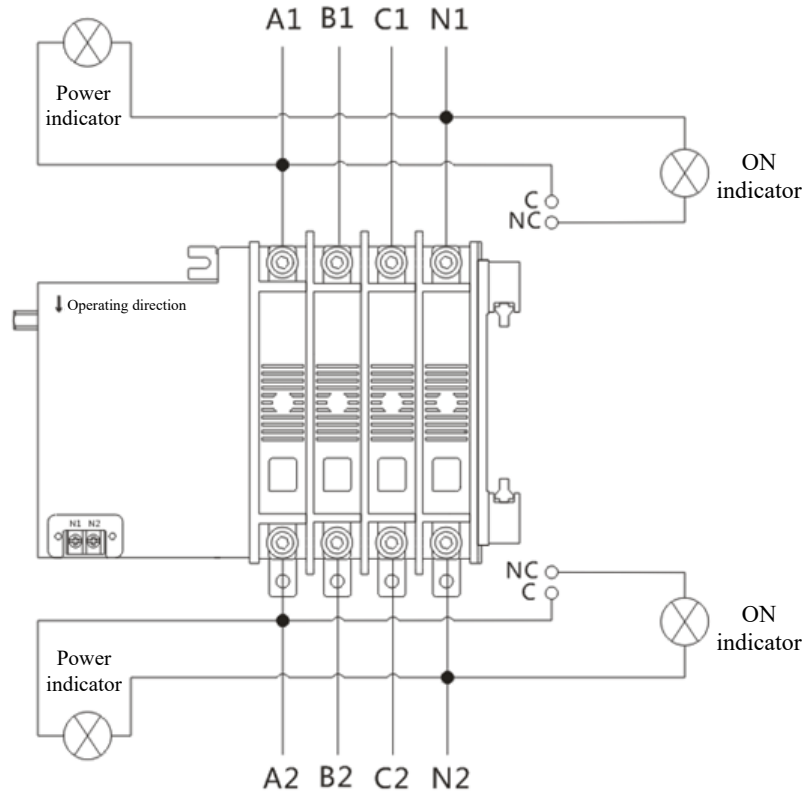 A1 B1 C1 N1
Power
indicator
ON
indicator
C
NC
Operating direction
N1 N2
NC
C
ON
indicator
Power
indicator
A2 B2 C2 N2